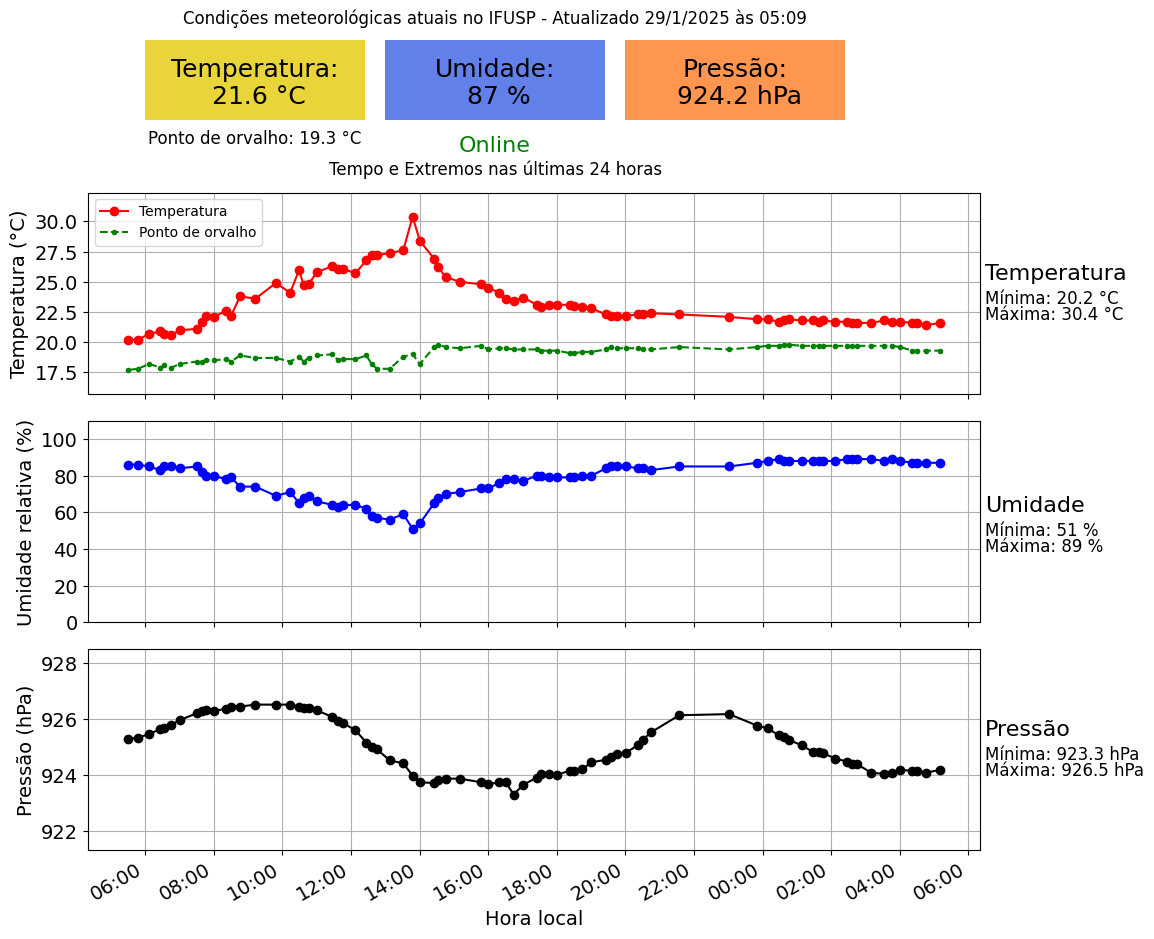 Condições meteorológicas atuais no IFUSP - Atualizado 29/1/2025 às 05:09
Temperatura:
21.6 °C
Umidade:
87 %
Pressão:
924.2 hPa
Ponto de orvalho: 19.3 °C
Online
Tempo e Extremos nas últimas 24 horas
Temperatura (°C)
30.0
27.5
25.0
22.5
20.0
17.5
Temperatura
Ponto de orvalho
Temperatura
Mínima: 20.2 °C
Máxima: 30.4 °C
Umidade relativa (%)
100
80
60
40
20
0
Umidade
Mínima: 51 %
Máxima: 89 %
Pressão (hPa)
928
926
924
922
Pressão
Mínima: 923.3 hPa
Máxima: 926.5 hPa
06:00 08:00 10:00 12:00 14:00 16:00 18:00 20:00 22:00 00:00 02:00 04:00 06:00
Hora local